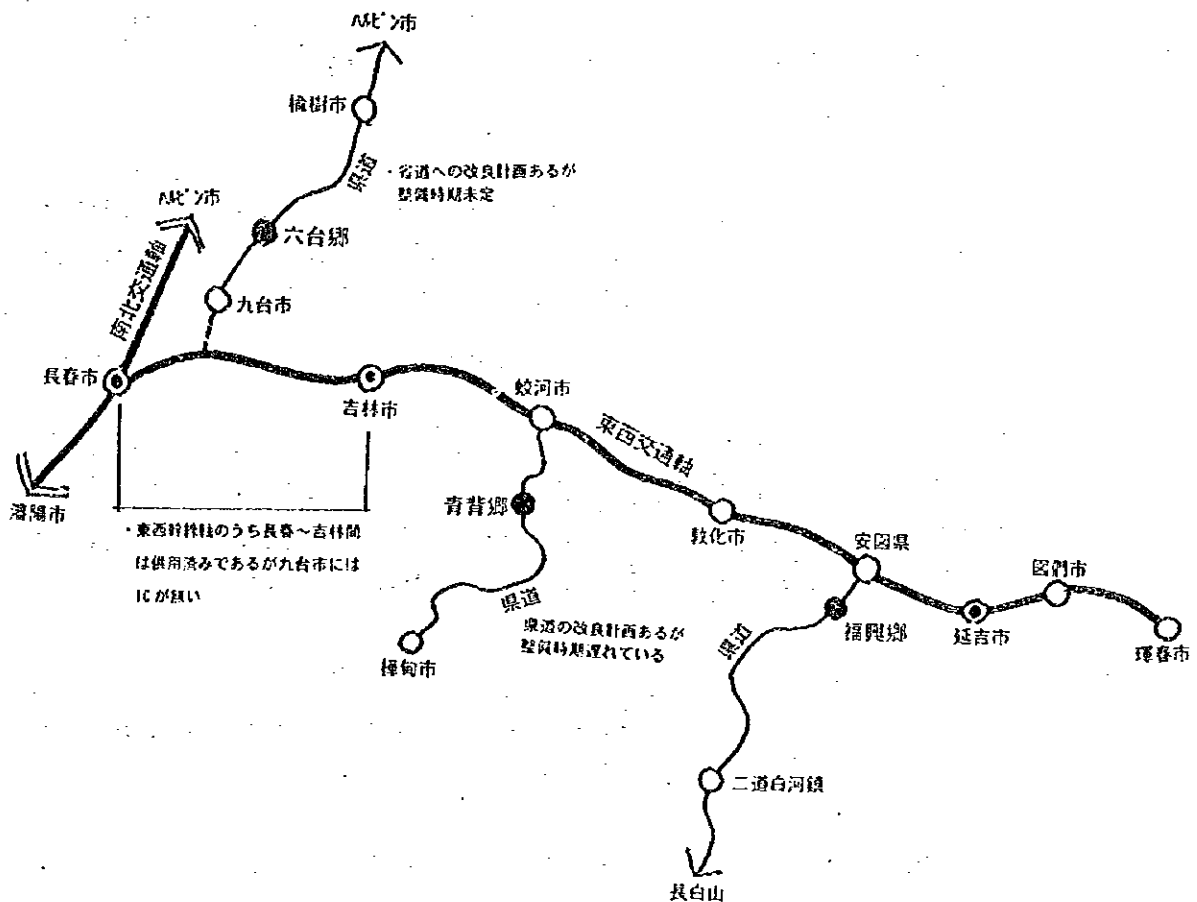 ハルビン市
楡樹市
県道
・省道への改良計画あるが
整備時期未定
ハルビン市
六台郷
南北交通軸
九台市
長春市
吉林市
蛟河市
東西交通軸
瀋陽市
・東西幹線軸のうち長春～吉林間
は供用済みであるが九台市には
ICが無い
青背郷
敦化市
安図県
図們市
県道
県道の改良計画あるが
整備時期遅れている
樺甸市
県道
福興郷
延吉市
琿春市
二道白河鎮
長白山